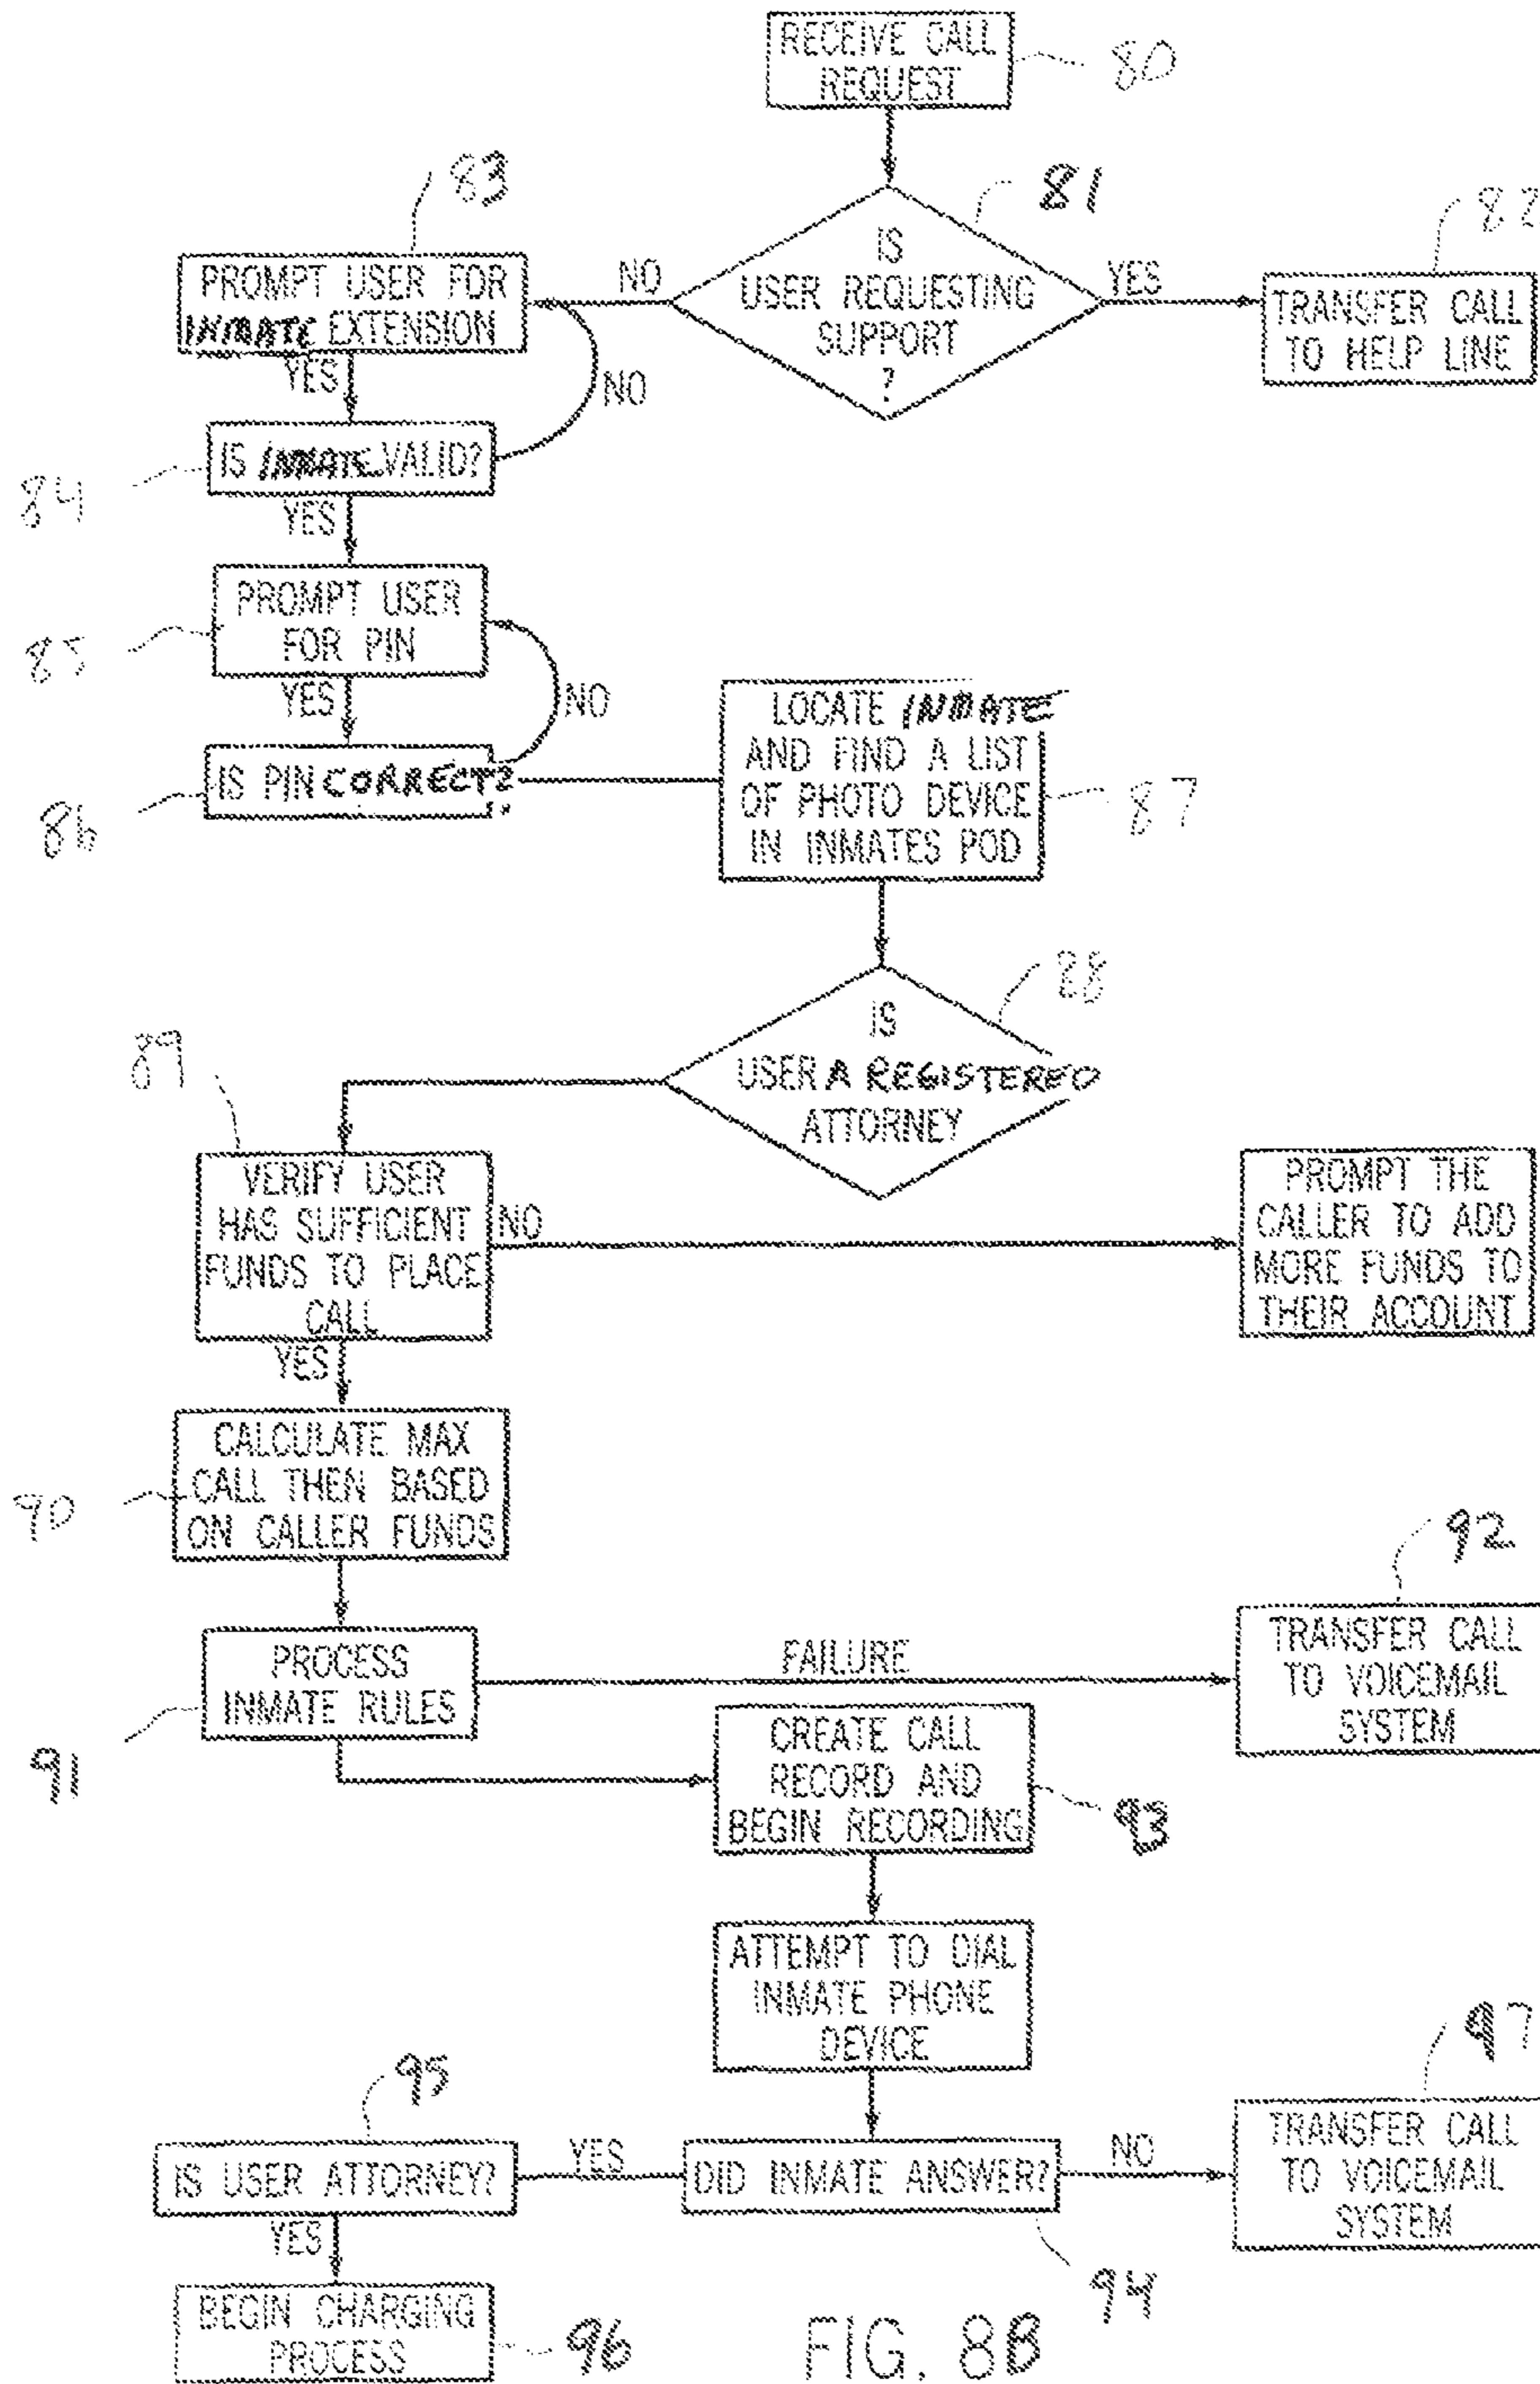 RECEIVE CALL
REQUEST
80
83
81
82
PROMPT USER FOR
INMATE EXTENSION
NO
IS
USER REQUESTING
SUPPORT
?
YES
TRANSFER CALL
TO HELP LINE
YES
NO
84
IS INMATE VALID?
YES
85
PROMPT USER
FOR PIN
YES
NO
86
IS PIN CORRECT?
LOCATE INMATE
AND FIND A LIST
OF PHOTO DEVICE
IN INMATES POD
87
88
IS
USER A REGISTERED
ATTORNEY
89
VERIFY USER
HAS SUFFICIENT
FUNDS TO PLACE
CALL
NO
PROMPT THE
CALLER TO ADD
MORE FUNDS TO
THEIR ACCOUNT
YES
90
CALCULATE MAX
CALL THEN BASED
ON CALLER FUNDS
91
PROCESS
INMATE RULES
FAILURE
92
TRANSFER CALL
TO VOICEMAIL
SYSTEM
CREATE CALL
RECORD AND
BEGIN RECORDING
93
ATTEMPT TO DIAL
INMATE PHONE
DEVICE
95
97
IS USER ATTORNEY?
YES
DID INMATE ANSWER?
NO
TRANSFER CALL
TO VOICEMAIL
SYSTEM
YES
94
BEGIN CHARGING
PROCESS
96
FIG. 8B